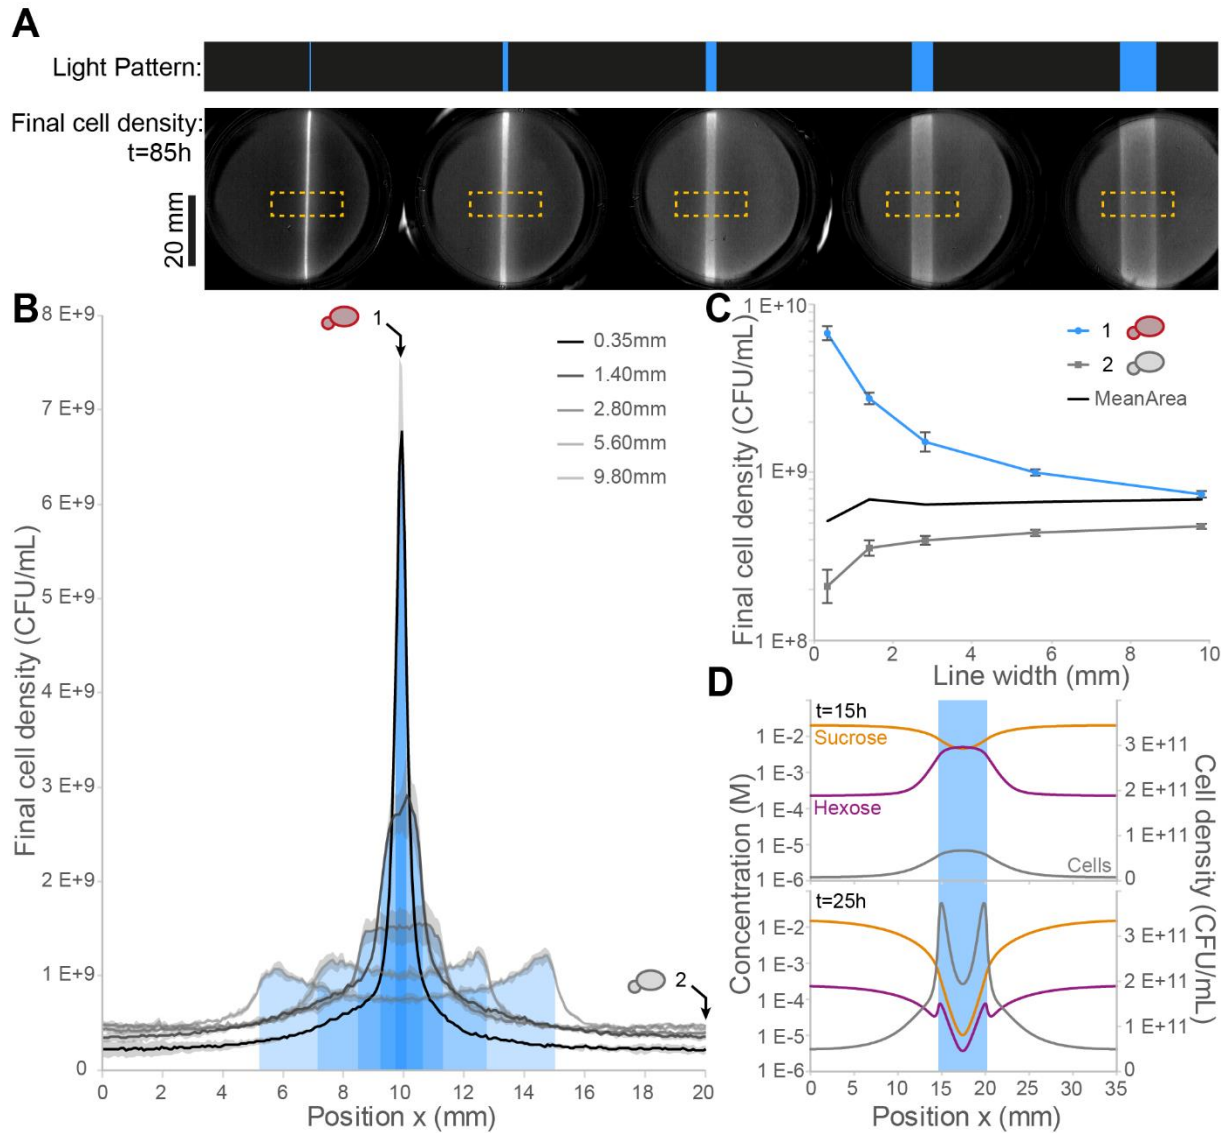 A
Light Pattern:
Final cell density:
t=85h
20 mm
B
8 E+9
7 E+9
6 E+9
5 E+9
4 E+9
3 E+9
2 E+9
1 E+9
0
Final cell density (CFU/mL)
1
0.35mm
1.40mm
2.80mm
5.60mm
9.80mm
2
0 2 4 6 8 10 12 14 16 18 20
Position x (mm)
C
1 E+10
1 E+9
1 E+8
Final cell density (CFU/mL)
1
2
MeanArea
0 2 4 6 8 10
Line width (mm)
D
t=15h
Sucrose
Hexose
Cells
1 E-2
1 E-3
1 E-4
1 E-5
1 E-6
3 E+11
2 E+11
1 E+11
0
t=25h
1 E-2
1 E-3
1 E-4
1 E-5
1 E-6
3 E+11
2 E+11
1 E+11
0
Concentration (M)
Cell density (CFU/mL)
0 5 10 15 20 25 30 35
Position x (mm)